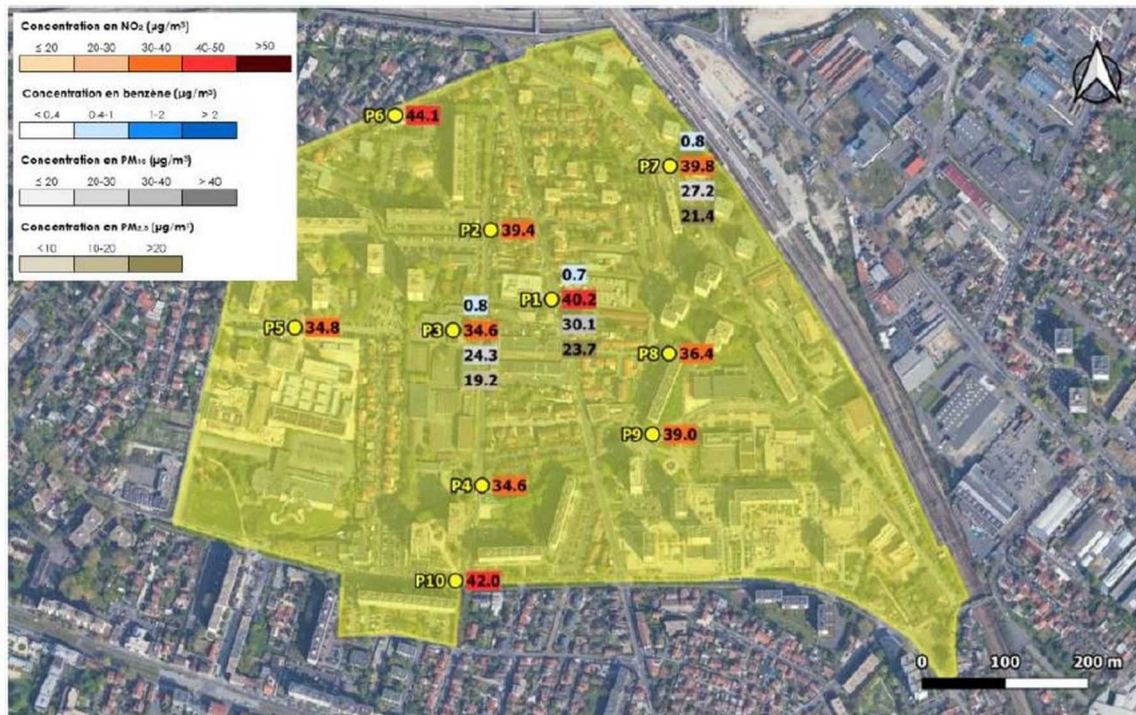 Concentration en NO₂ (µg/m³)
≤ 20 20-30 30-40 40-50 >50
Concentration en benzène (µg/m³)
< 0.4 0.4-1 1-2 > 2
Concentration en PM₁₀ (µg/m³)
≤ 20 20-30 30-40 > 40
Concentration en PM₂.₅ (µg/m³)
<10 10-20 >20
N
P6 44.1
0.8
P7 39.8
27.2
21.4
P2 39.4
0.7
P1 40.2
30.1
23.7
0.8
P3 34.6
24.3
19.2
P5 34.8
P8 36.4
P9 39.0
P4 34.6
P10 42.0
0 100 200 m